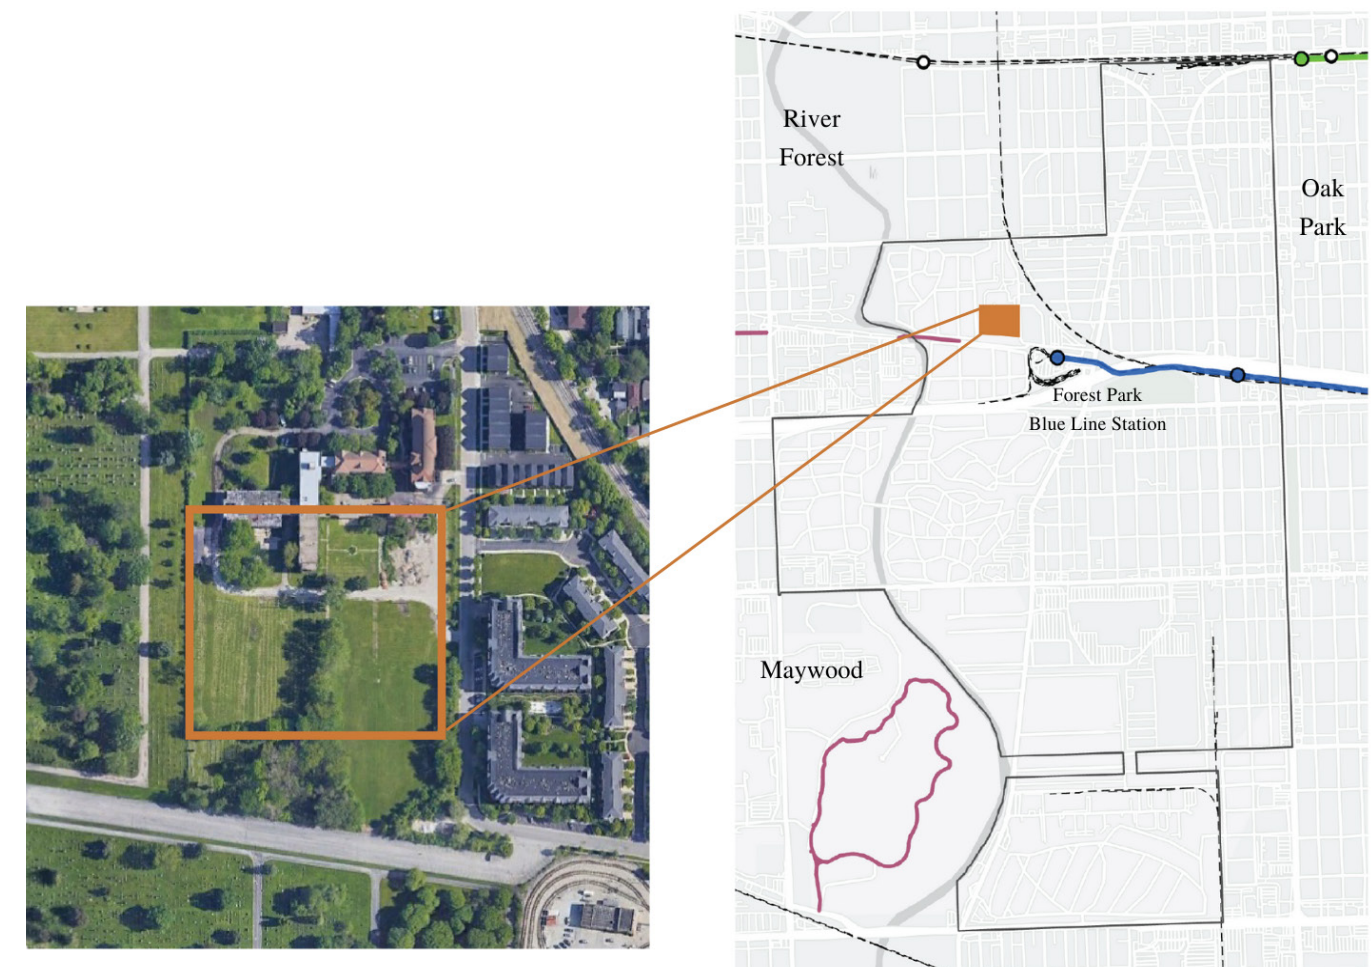 River
Forest
Oak
Park
Forest Park
Blue Line Station
Maywood